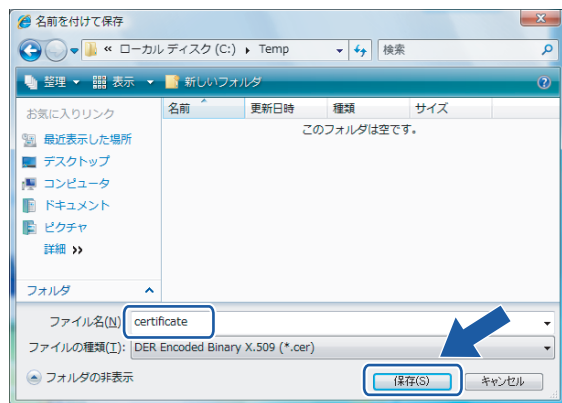 名前を付けて保存
« ローカル ディスク (C:) ▸ Temp
検索
整理 表示 新しいフォルダ
お気に入りリンク
最近表示した場所
デスクトップ
コンピュータ
ドキュメント
ピクチャ
詳細 »
フォルダ
名前 更新日時 種類 サイズ
このフォルダは空です。
ファイル名(N): certificate
ファイルの種類(T): DER Encoded Binary X.509 (*.cer)
フォルダの非表示
保存(S) キャンセル